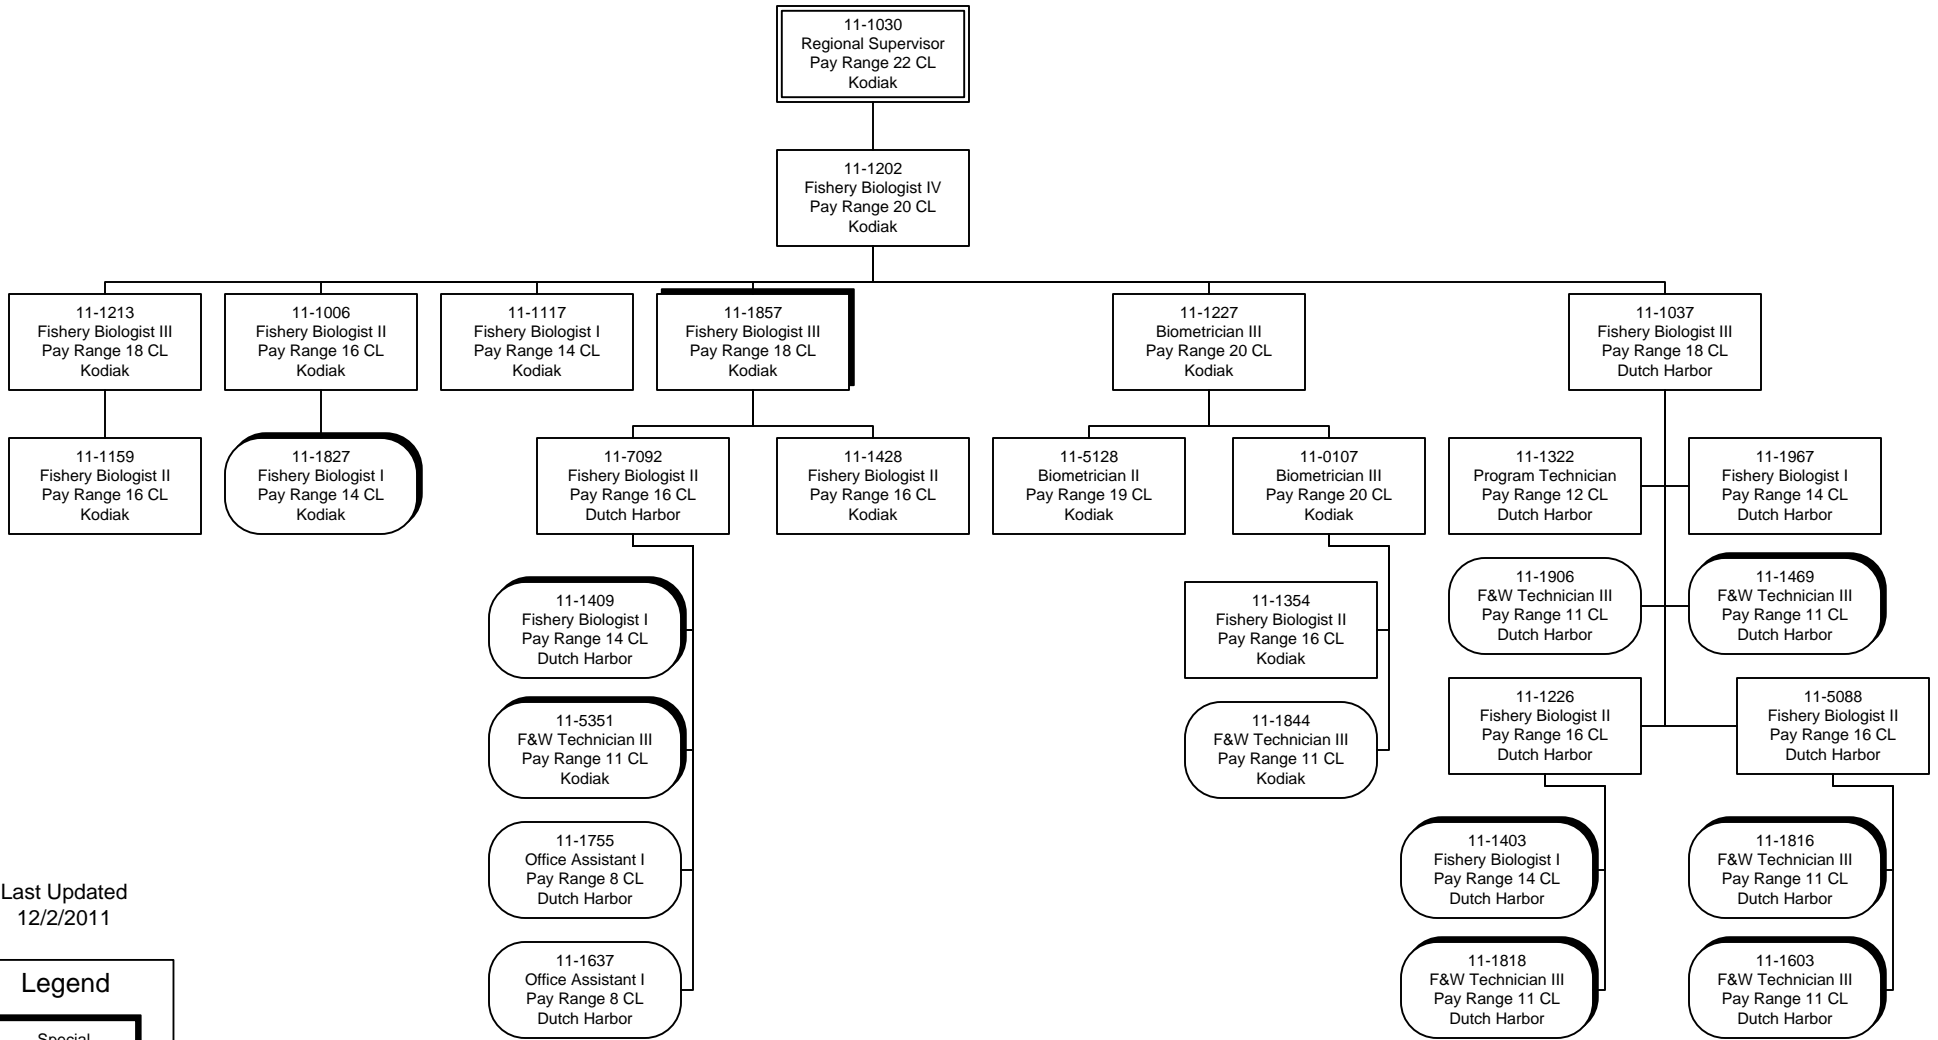 11-1030
Regional Supervisor
Pay Range 22 CL
Kodiak
11-1202
Fishery Biologist IV
Pay Range 20 CL
Kodiak
11-1213
Fishery Biologist III
Pay Range 18 CL
Kodiak
11-1006
Fishery Biologist II
Pay Range 16 CL
Kodiak
11-1117
Fishery Biologist I
Pay Range 14 CL
Kodiak
11-1857
Fishery Biologist III
Pay Range 18 CL
Kodiak
11-1227
Biometrician III
Pay Range 20 CL
Kodiak
11-1037
Fishery Biologist III
Pay Range 18 CL
Dutch Harbor
11-1159
Fishery Biologist II
Pay Range 16 CL
Kodiak
11-1827
Fishery Biologist I
Pay Range 14 CL
Kodiak
11-7092
Fishery Biologist II
Pay Range 16 CL
Dutch Harbor
11-1428
Fishery Biologist II
Pay Range 16 CL
Kodiak
11-5128
Biometrician II
Pay Range 19 CL
Kodiak
11-0107
Biometrician III
Pay Range 20 CL
Kodiak
11-1322
Program Technician
Pay Range 12 CL
Dutch Harbor
11-1967
Fishery Biologist I
Pay Range 14 CL
Dutch Harbor
11-1409
Fishery Biologist I
Pay Range 14 CL
Dutch Harbor
11-1354
Fishery Biologist II
Pay Range 16 CL
Kodiak
11-1906
F&W Technician III
Pay Range 11 CL
Dutch Harbor
11-1469
F&W Technician III
Pay Range 11 CL
Dutch Harbor
11-5351
F&W Technician III
Pay Range 11 CL
Kodiak
11-1844
F&W Technician III
Pay Range 11 CL
Kodiak
11-1226
Fishery Biologist II
Pay Range 16 CL
Dutch Harbor
11-5088
Fishery Biologist II
Pay Range 16 CL
Dutch Harbor
11-1755
Office Assistant I
Pay Range 8 CL
Dutch Harbor
11-1403
Fishery Biologist I
Pay Range 14 CL
Dutch Harbor
11-1816
F&W Technician III
Pay Range 11 CL
Dutch Harbor
11-1637
Office Assistant I
Pay Range 8 CL
Dutch Harbor
11-1818
F&W Technician III
Pay Range 11 CL
Dutch Harbor
11-1603
F&W Technician III
Pay Range 11 CL
Dutch Harbor
Last Updated
12/2/2011
Legend
Special